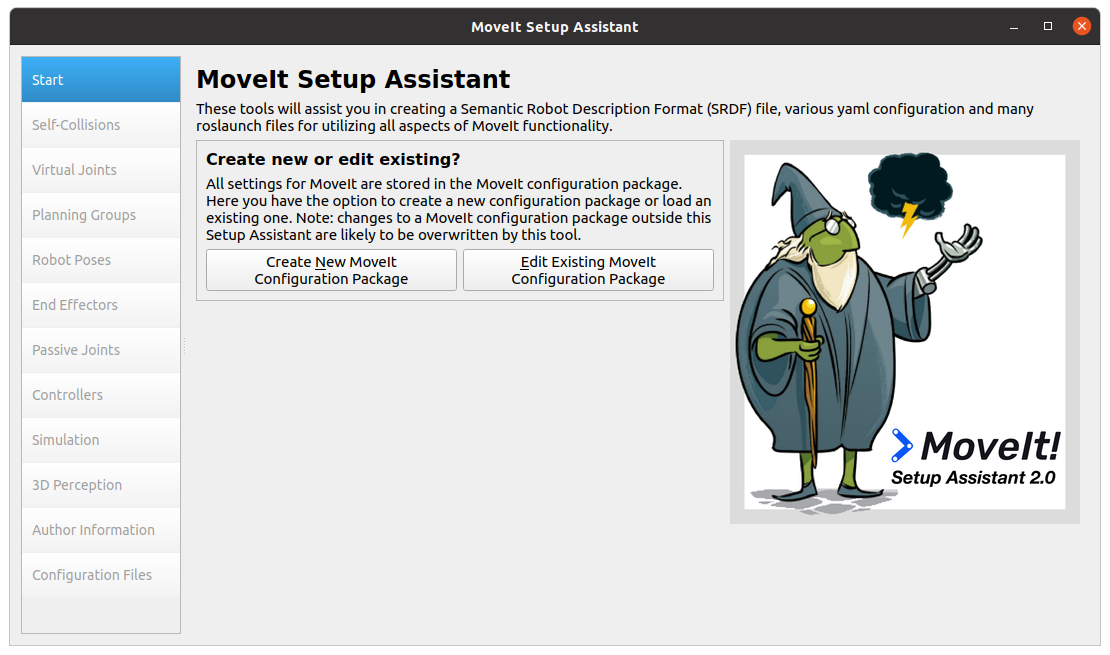 MoveIt Setup Assistant
Start
Self-Collisions
Virtual Joints
Planning Groups
Robot Poses
End Effectors
Passive Joints
Controllers
Simulation
3D Perception
Author Information
Configuration Files
MoveIt Setup Assistant
These tools will assist you in creating a Semantic Robot Description Format (SRDF) file, various yaml configuration and many
roslaunch files for utilizing all aspects of MoveIt functionality.
Create new or edit existing?
All settings for MoveIt are stored in the MoveIt configuration package.
Here you have the option to create a new configuration package or load an
existing one. Note: changes to a MoveIt configuration package outside this
Setup Assistant are likely to be overwritten by this tool.
Create New MoveIt
Configuration Package
Edit Existing MoveIt
Configuration Package
MoveIt!
Setup Assistant 2.0